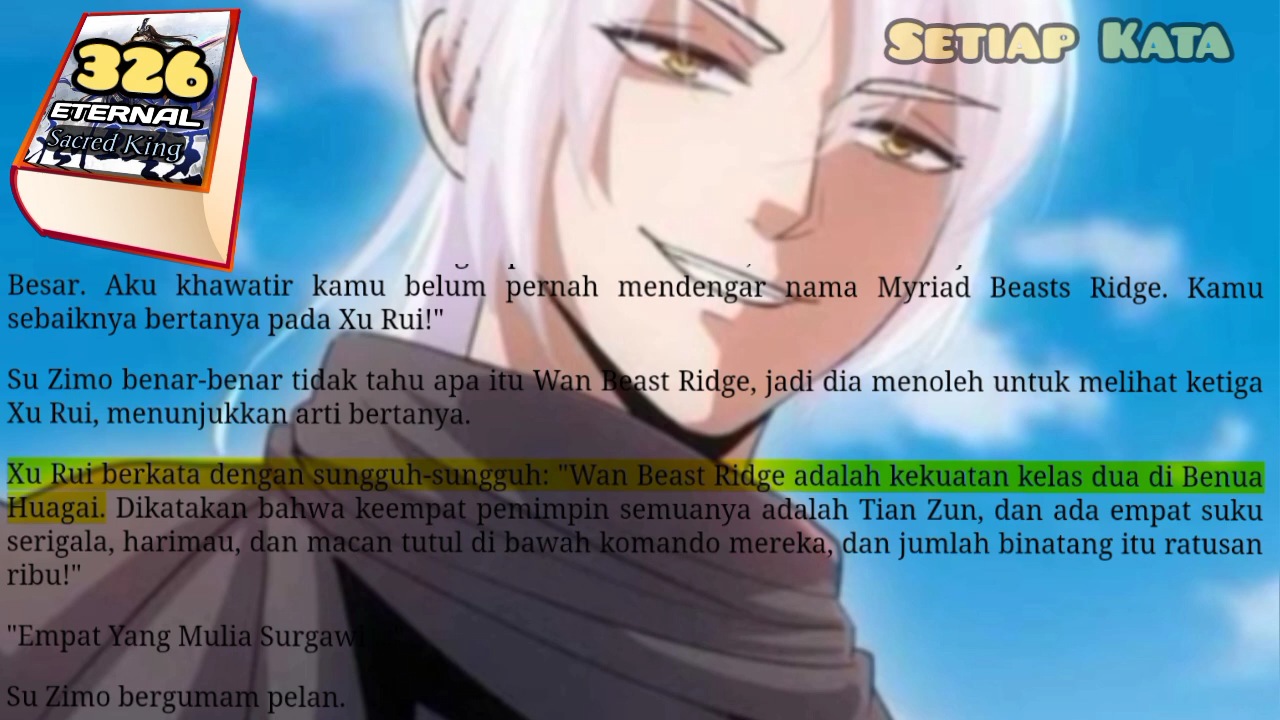 326
ETERNAL
Sacred King
SETIAP KATA
Besar. Aku khawatir kamu belum pernah mendengar nama Myriad Beasts Ridge. Kamu
sebaiknya bertanya pada Xu Rui!"
Su Zimo benar-benar tidak tahu apa itu Wan Beast Ridge, jadi dia menoleh untuk melihat ketiga
Xu Rui, menunjukkan arti bertanya.
Xu Rui berkata dengan sungguh-sungguh: "Wan Beast Ridge adalah kekuatan kelas dua di Benua
Huagai. Dikatakan bahwa keempat pemimpin semuanya adalah Tian Zun, dan ada empat suku
serigala, harimau, dan macan tutul di bawah komando mereka, dan jumlah binatang itu ratusan
ribu!"
"Empat Yang Mulia Surgawi
Su Zimo bergumam pelan.